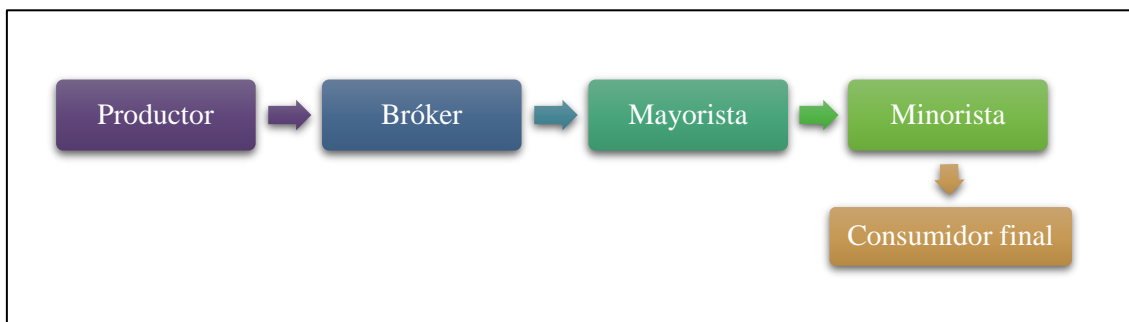 Productor
Bróker
Mayorista
Minorista
Consumidor final